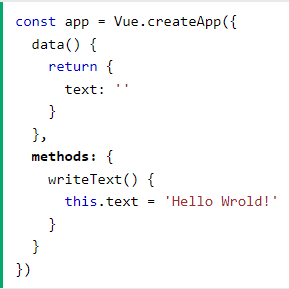 const app = Vue.createApp({
  data() {
    return {
      text: ''
    }
  },
  methods: {
    writeText() {
      this.text = 'Hello Wrold!'
    }
  }
})